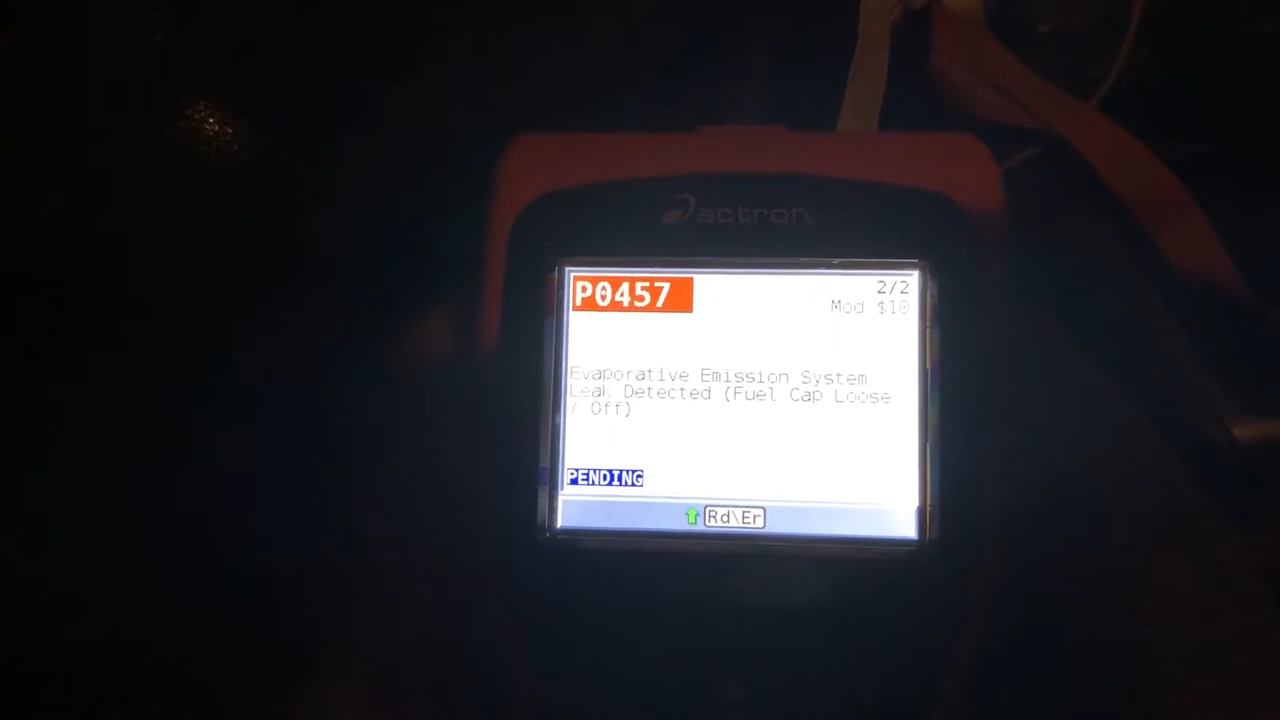 actron
P0457
2/2
Mod $10
Evaporative Emission System
Leak Detected (Fuel Cap Loose
/ Off)
PENDING
Rd\Er